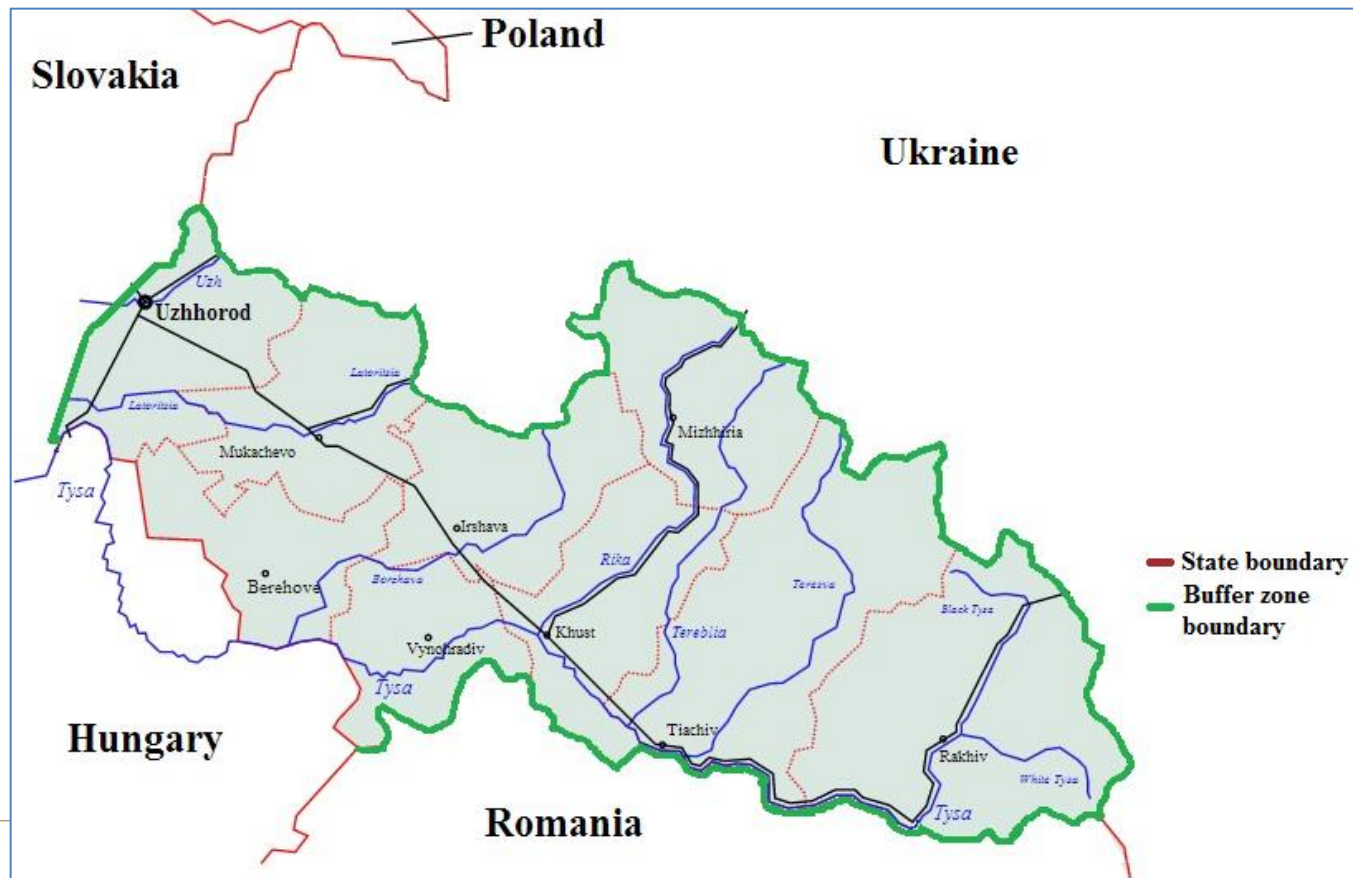 Poland
Slovakia
Ukraine
Uzh
Uzhhorod
Latoritsia
Latoritsia
Mukachevo
Mizhhiria
Tysa
Irshava
Rika
Borzhava
Berehove
Teresva
Black Tysa
Khust
Tereblia
Vynohradiv
Tysa
Tiachiv
Rakhiv
White Tysa
Tysa
Hungary
Romania
State boundary
Buffer zone
boundary